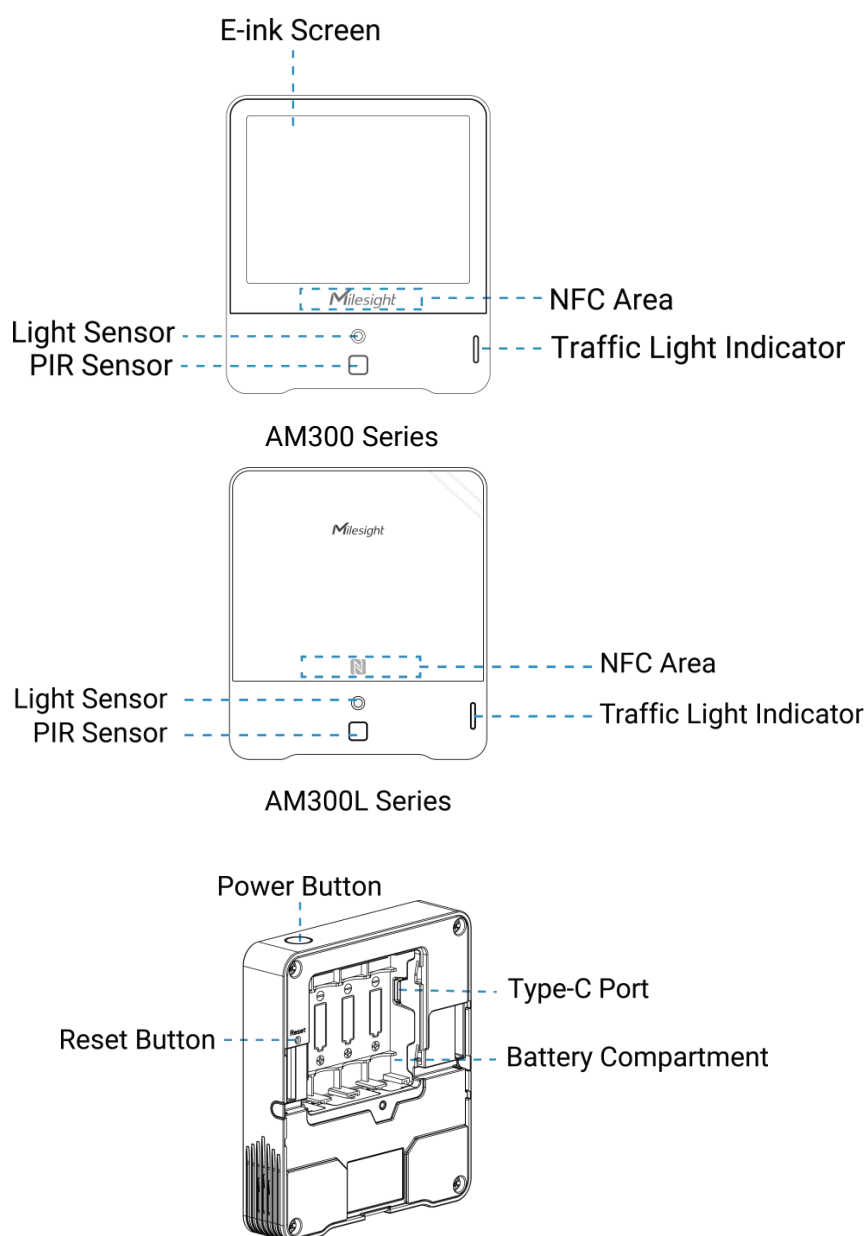 E-ink Screen
Milesight
NFC Area
Light Sensor
Traffic Light Indicator
PIR Sensor
AM300 Series
Milesight
NFC Area
Light Sensor
Traffic Light Indicator
PIR Sensor
AM300L Series
Power Button
Type-C Port
Reset
Reset Button
Battery Compartment